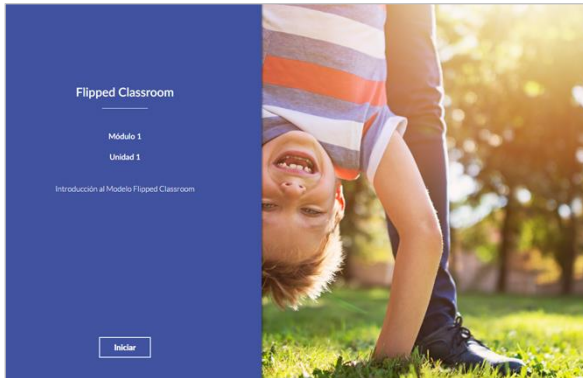 Flipped Classroom
Módulo 1
Unidad 1
Introducción al Modelo Flipped Classroom
Iniciar